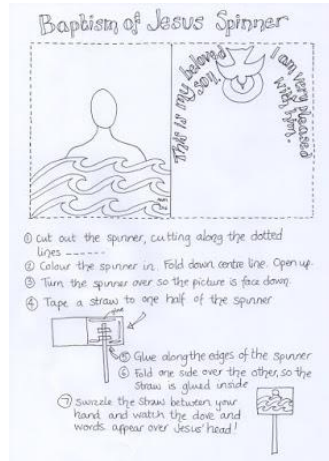 Baptism of Jesus Spinner
This is my beloved
son.
I am very pleased
with him.
① Cut out the spinner, cutting along the dotted
lines ------
② Colour the spinner in. Fold down centre line. Open up.
③ Turn the spinner over so the picture is face down.
④ Tape a straw to one half of the spinner
⑤ Glue along the edges of the spinner
⑥ Fold one side over the other, so the
straw is glued inside
⑦ Swizzle the straw between your
hand and watch the dove and
words appear over Jesus' head!